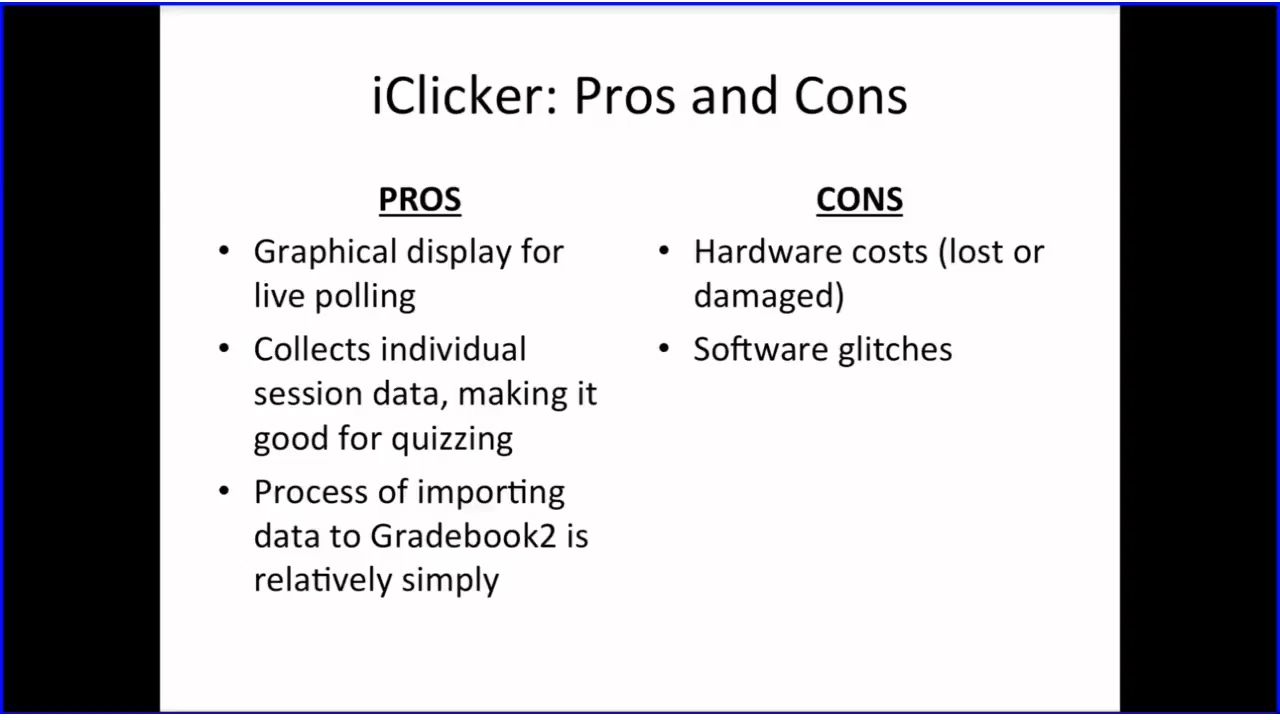 iClicker: Pros and Cons
PROS
• Graphical display for
live polling
• Collects individual
session data, making it
good for quizzing
• Process of importing
data to Gradebook2 is
relatively simply
CONS
• Hardware costs (lost or
damaged)
• Software glitches